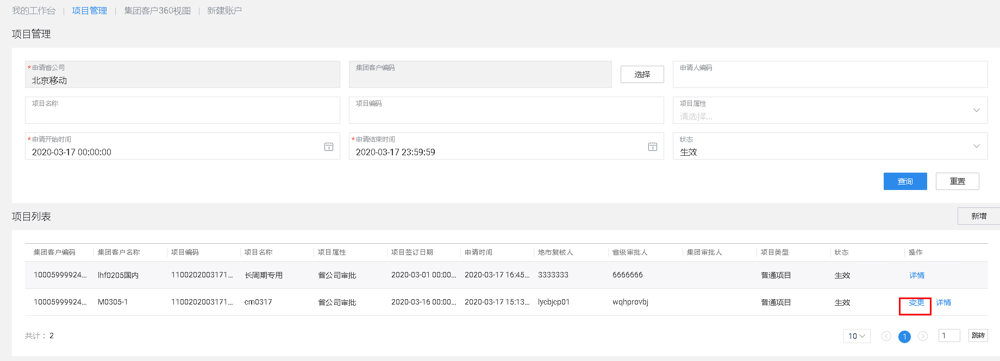 我的工作台 | 项目管理 | 集团客户360视图 | 新建账户
项目管理
*申请省公司 集团客户编码 申请人编码
北京移动 选择
项目名称 项目编码 项目属性
请选择...
*申请开始时间 *申请结束时间 状态
2020-03-17 00:00:00 2020-03-17 23:59:59 生效
查询 重置
项目列表 新增
集团客户编码 集团客户名称 项目编码 项目名称 项目属性 项目签订日期 申请时间 地市复核人 省级审批人 集团审批人 项目类型 状态 操作
10005999924... lhf0205国内 1100202003171... 长周期专用 省公司审批 2020-03-01 00:00... 2020-03-17 16:45... 3333333 6666666 普通项目 生效 详情
10005999924... M0305-1 1100202003171... cm0317 省公司审批 2020-03-16 00:00... 2020-03-17 15:13... lycbjcp01 wqhprovbj 普通项目 生效 变更 详情
共计： 2 10 1 1 跳转